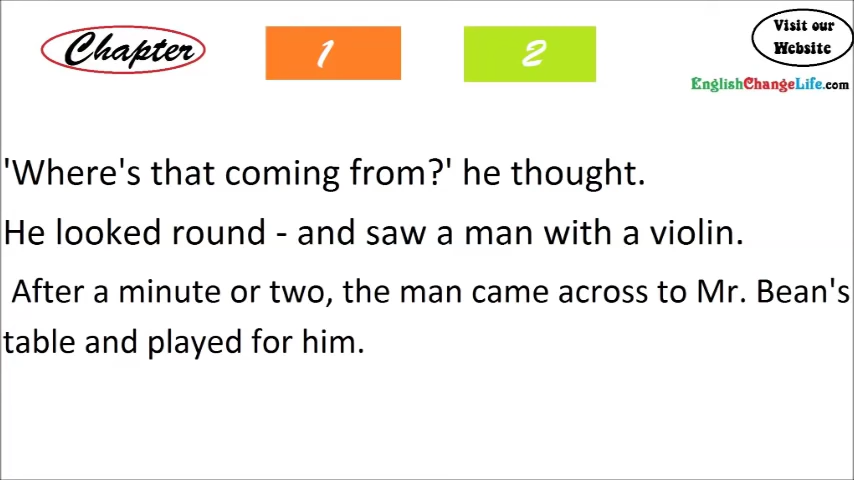 Chapter 1 2
Visit our
Website
EnglishChangeLife.com
'Where's that coming from?' he thought.
He looked round - and saw a man with a violin.
After a minute or two, the man came across to Mr. Bean's
table and played for him.